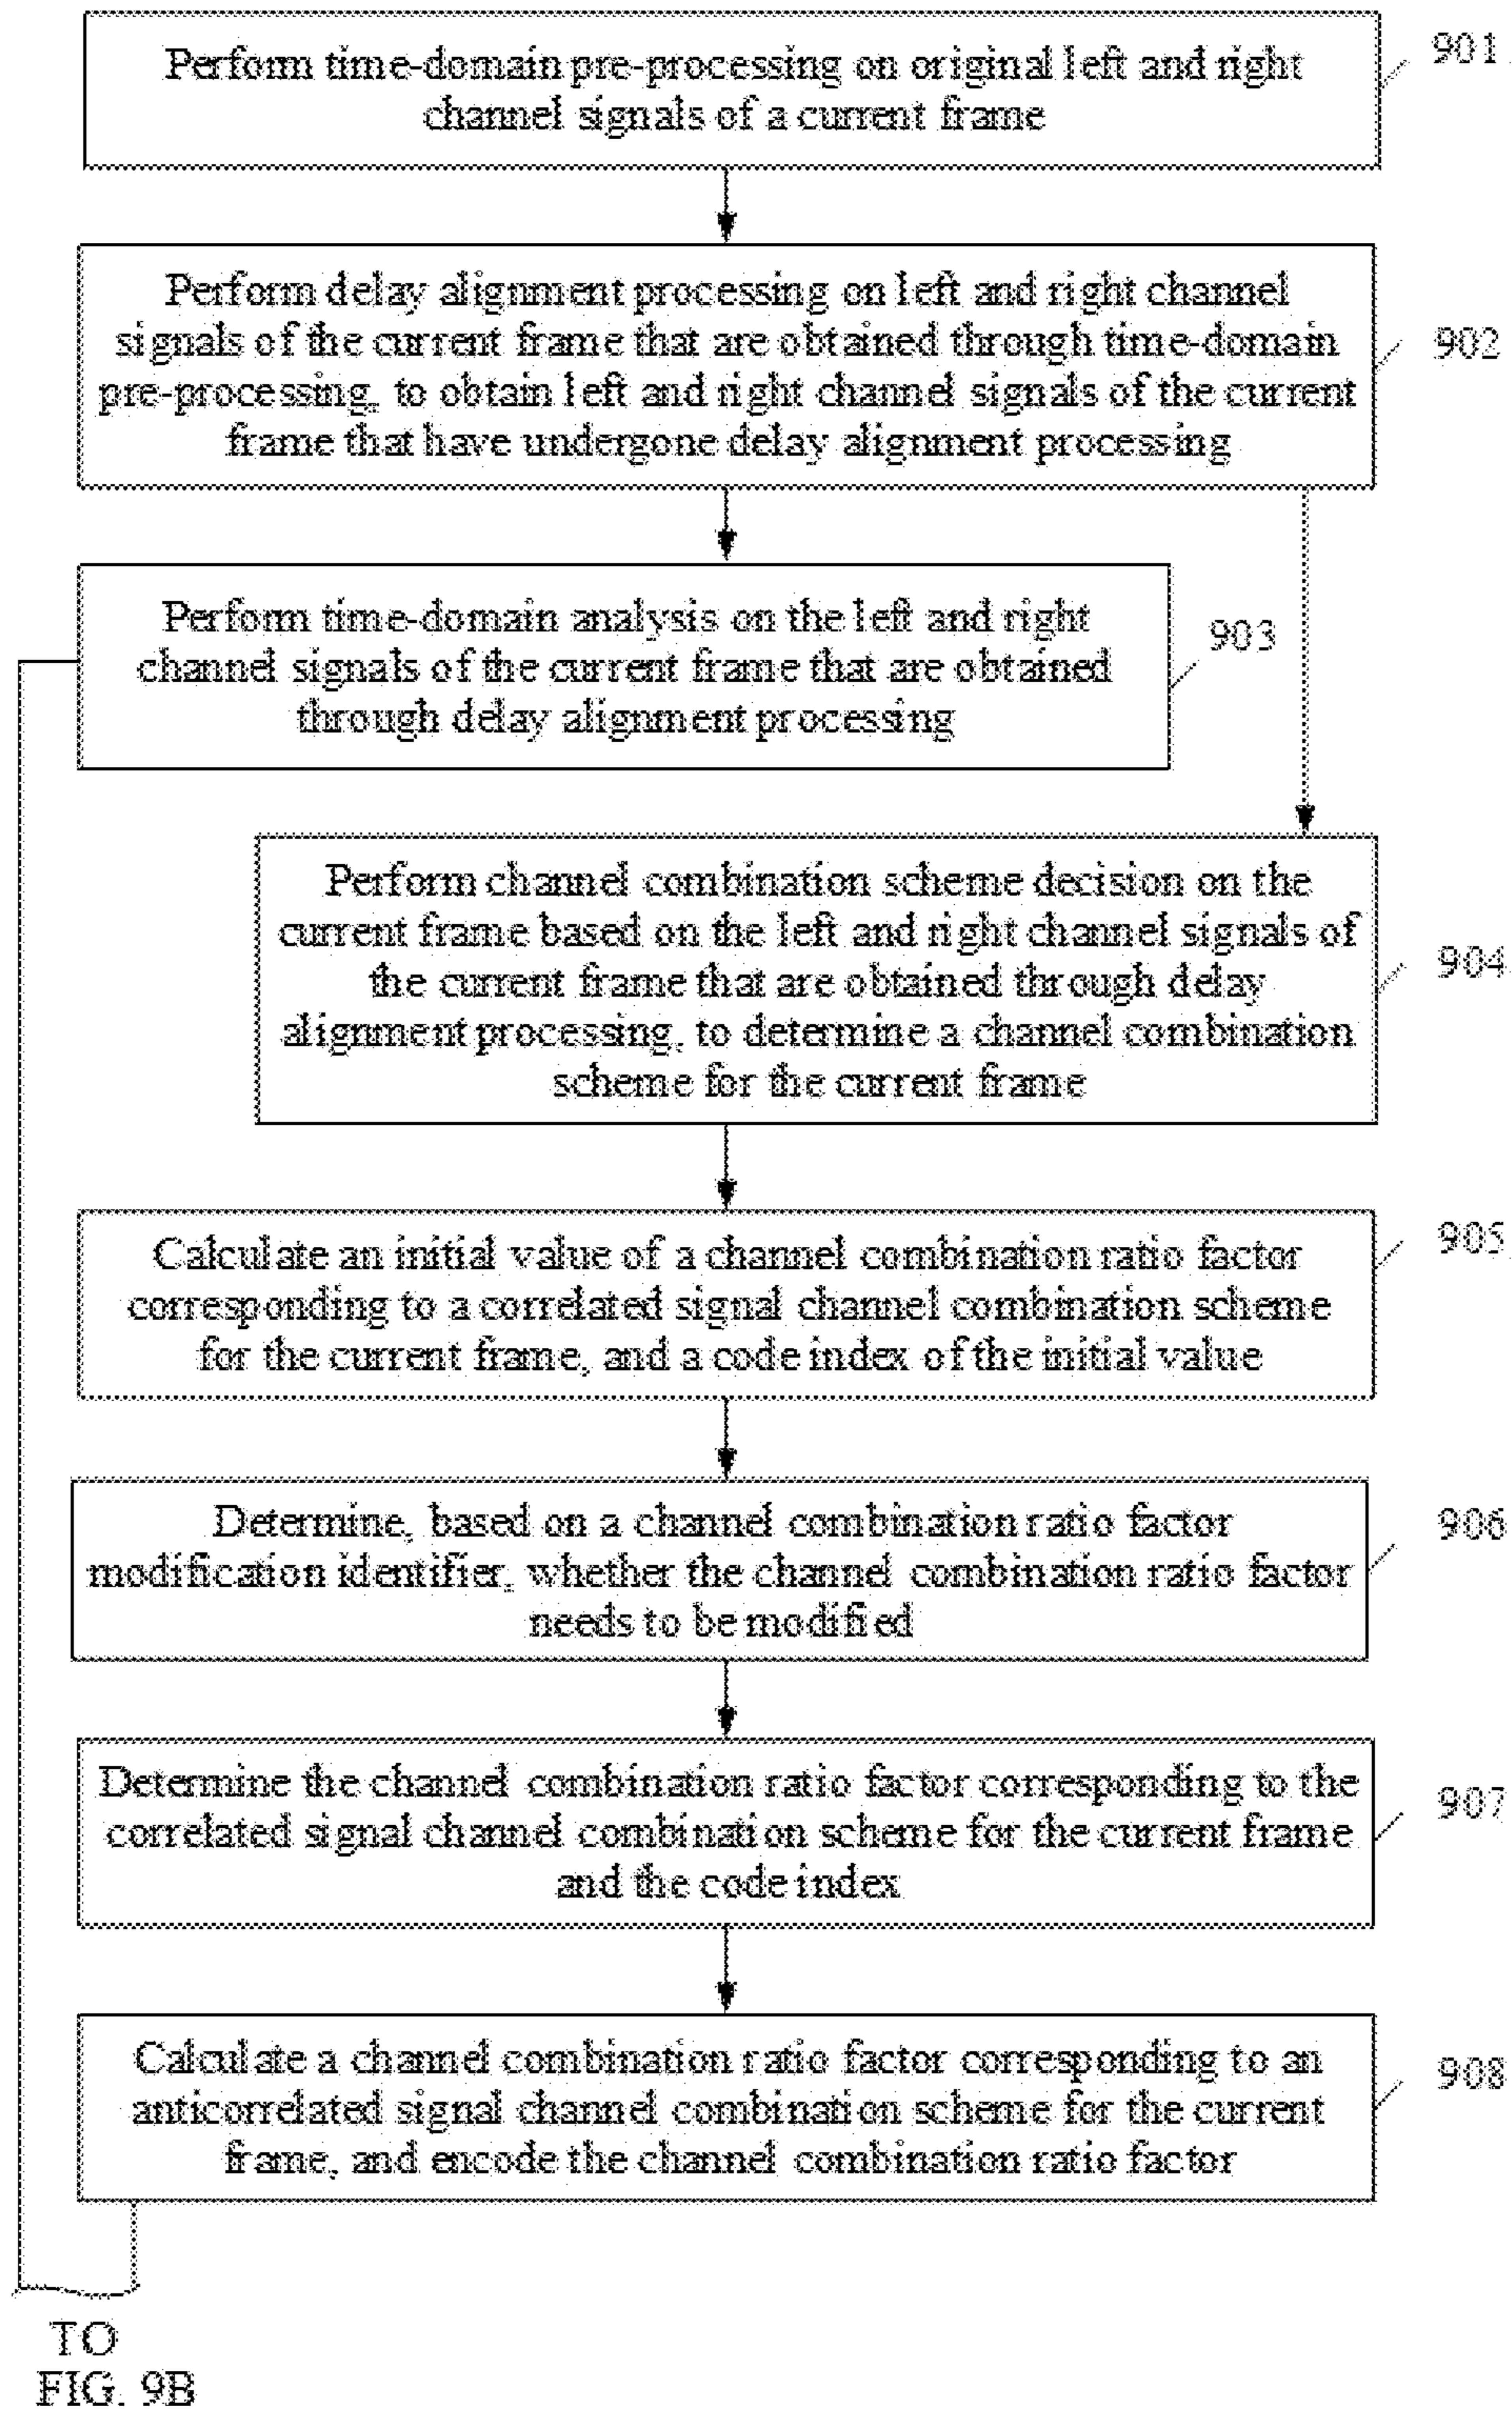 Perform time-domain pre-processing on original left and right
channel signals of a current frame
901
Perform delay alignment processing on left and right channel
signals of the current frame that are obtained through time-domain
pre-processing, to obtain left and right channel signals of the current
frame that have undergone delay alignment processing
902
Perform time-domain analysis on the left and right
channel signals of the current frame that are obtained
through delay alignment processing
903
Perform channel combination scheme decision on the
current frame based on the left and right channel signals of
the current frame that are obtained through delay
alignment processing, to determine a channel combination
scheme for the current frame
904
Calculate an initial value of a channel combination ratio factor
corresponding to a correlated signal channel combination scheme
for the current frame, and a code index of the initial value
905
Determine, based on a channel combination ratio factor
modification identifier, whether the channel combination ratio factor
needs to be modified
906
Determine the channel combination ratio factor corresponding to the
correlated signal channel combination scheme for the current frame
and the code index
907
Calculate a channel combination ratio factor corresponding to an
anticorrelated signal channel combination scheme for the current
frame, and encode the channel combination ratio factor
908
TO
FIG. 9B